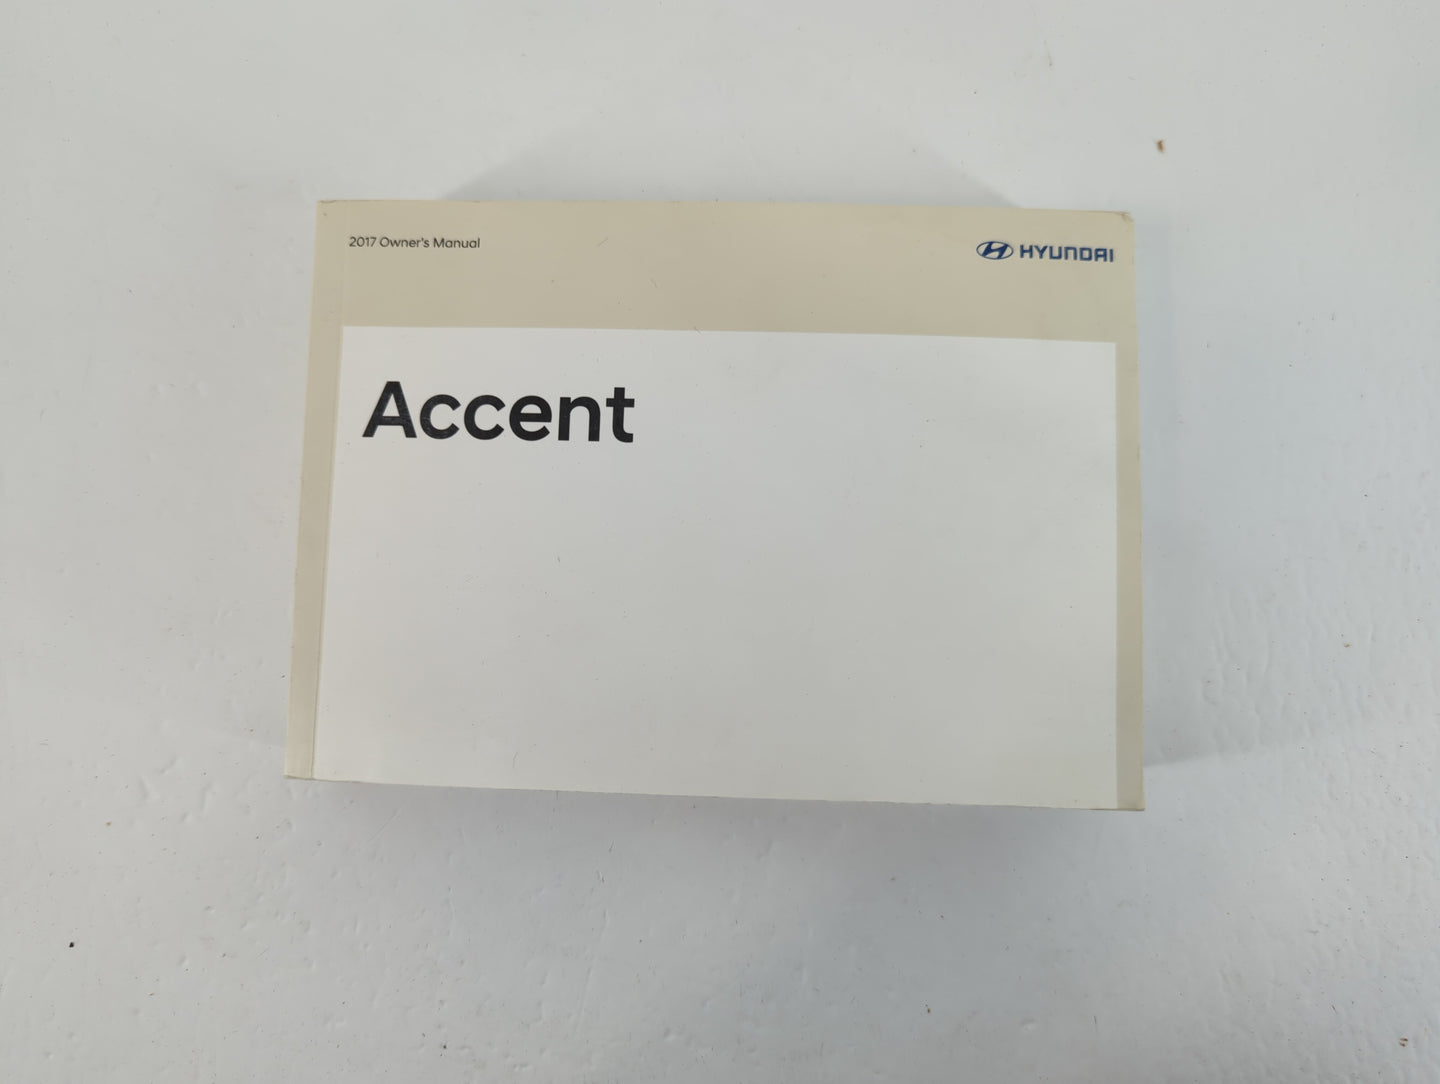 2017 Owner's Manual
HYUNDAI
Accent